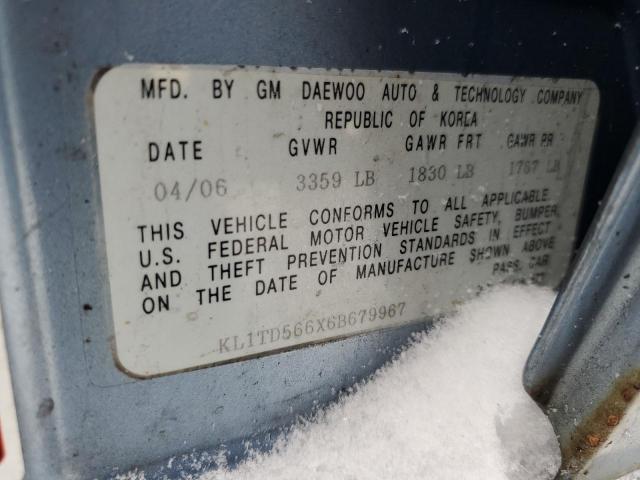 MFD. BY GM DAEWOO AUTO & TECHNOLOGY COMPANY
REPUBLIC OF KOREA
DATE GVWR GAWR FRT GAWR RR
04/06 3359 LB 1830 LB 1767 LB
THIS VEHICLE CONFORMS TO ALL APPLICABLE
U.S. FEDERAL MOTOR VEHICLE SAFETY, BUMPER,
AND THEFT PREVENTION STANDARDS IN EFFECT
ON THE DATE OF MANUFACTURE SHOWN ABOVE
PASS. CAR
KL1TD566X6B679967